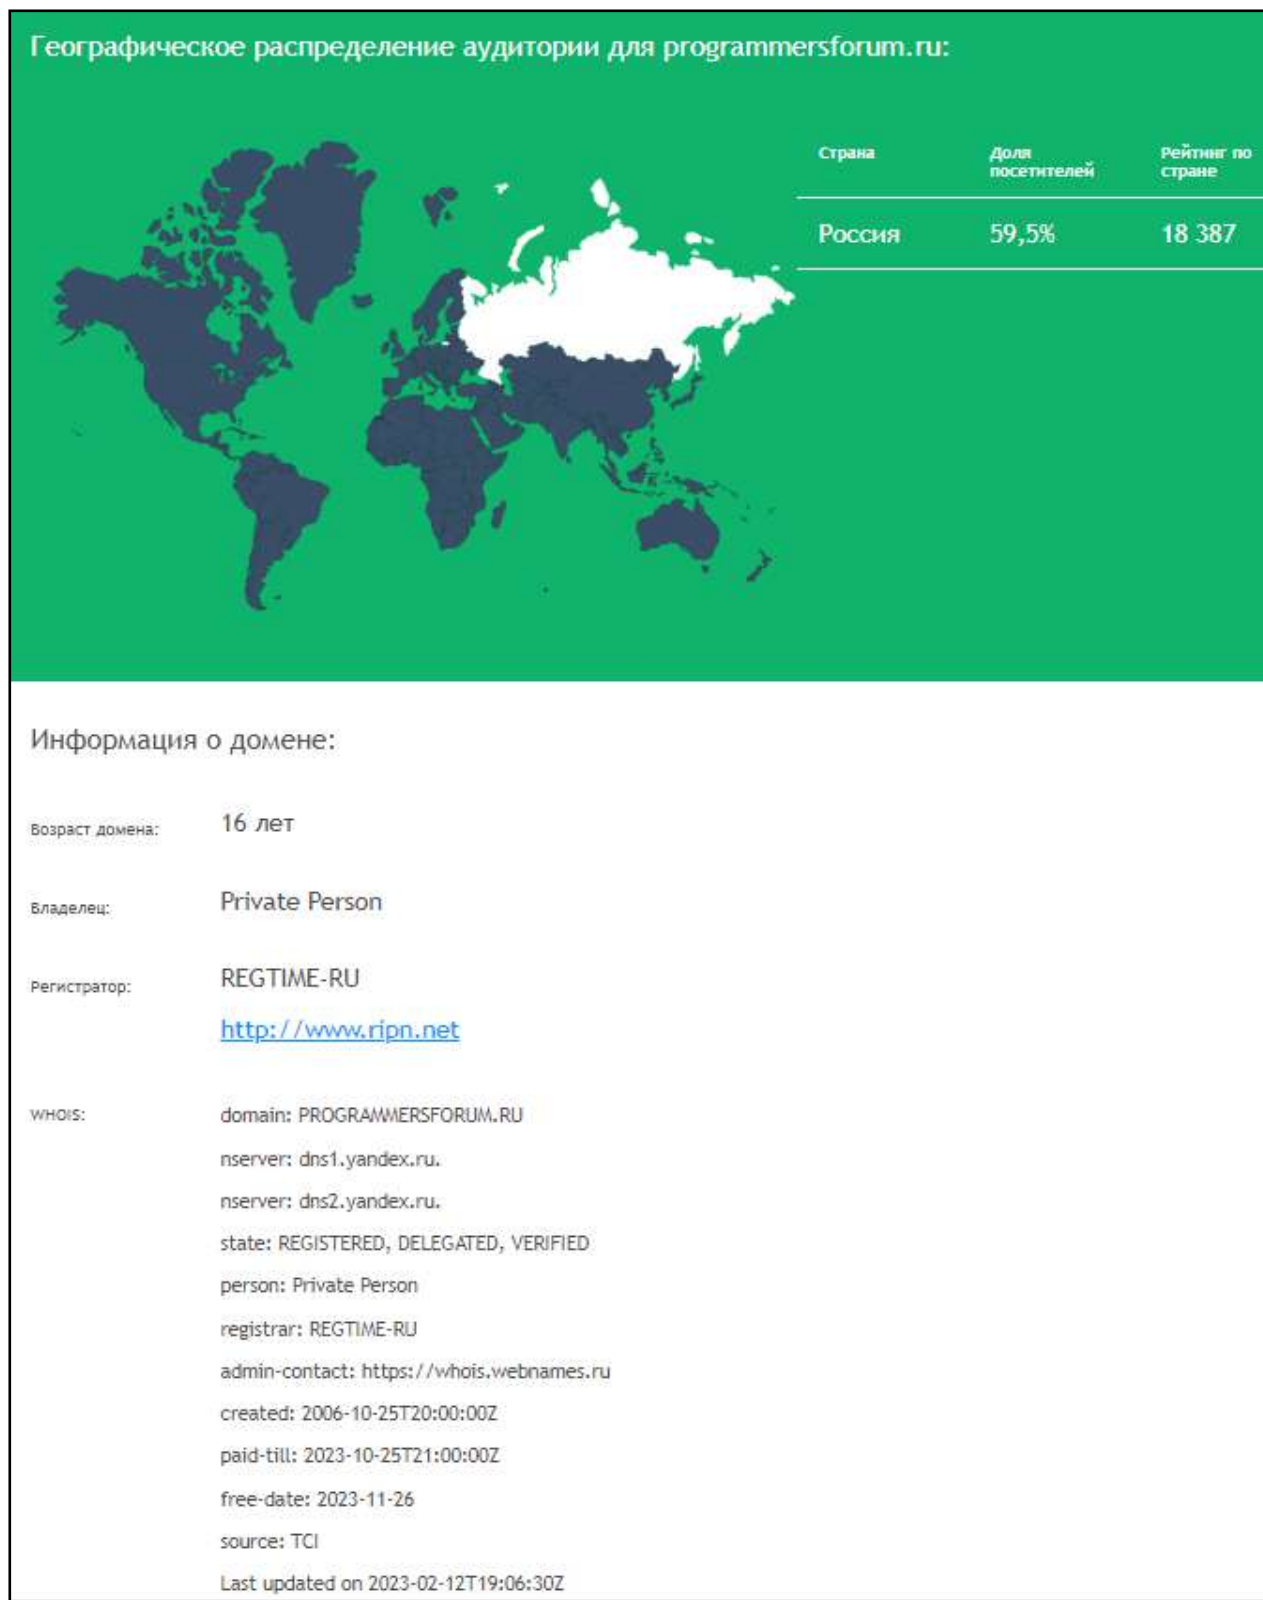 Географическое распределение аудитории для programmersforum.ru:
Страна Доля посетителей Рейтинг по стране
Россия 59,5% 18 387
Информация о домене:
Возраст домена: 16 лет
Владелец: Private Person
Регистратор: REGTIME-RU
http://www.ripn.net
WHOIS: domain: PROGRAMMERSFORUM.RU
nserver: dns1.yandex.ru.
nserver: dns2.yandex.ru.
state: REGISTERED, DELEGATED, VERIFIED
person: Private Person
registrar: REGTIME-RU
admin-contact: https://whois.webnames.ru
created: 2006-10-25T20:00:00Z
paid-till: 2023-10-25T21:00:00Z
free-date: 2023-11-26
source: TCI
Last updated on 2023-02-12T19:06:30Z